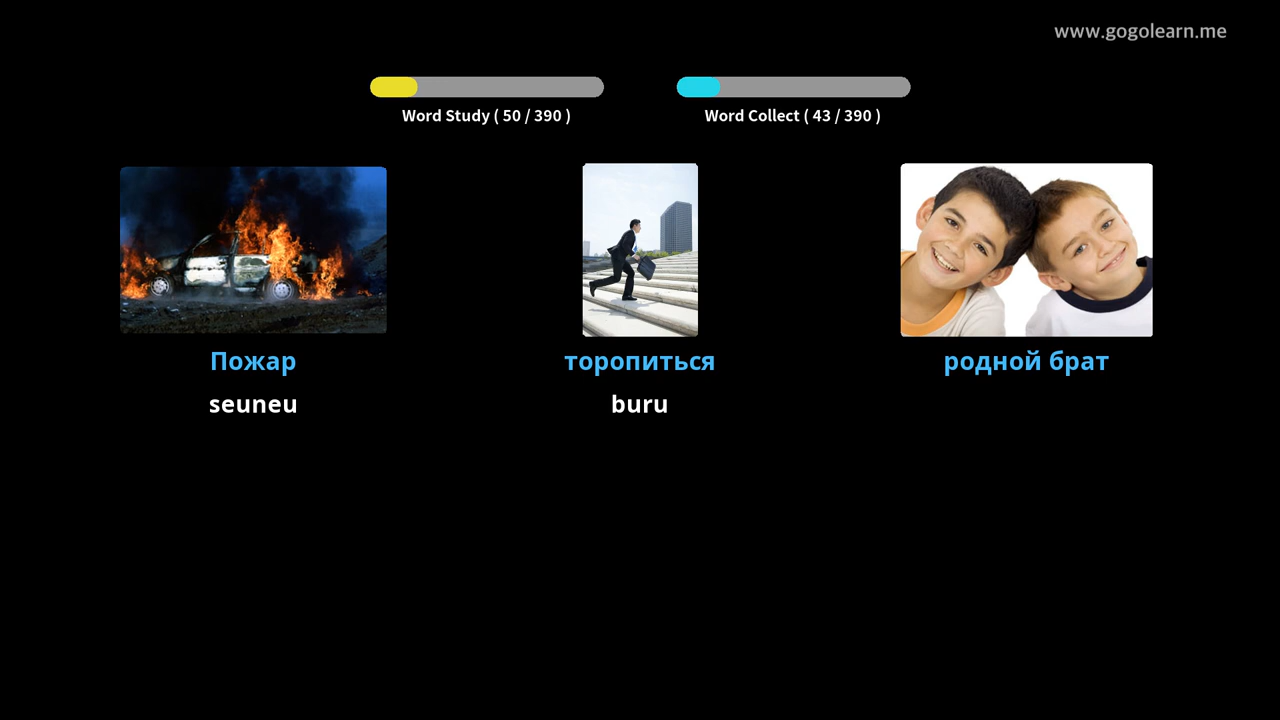 www.gogolearn.me
Word Study ( 50 / 390 )
Word Collect ( 43 / 390 )
Пожар
торопиться
родной брат
seuneu
buru